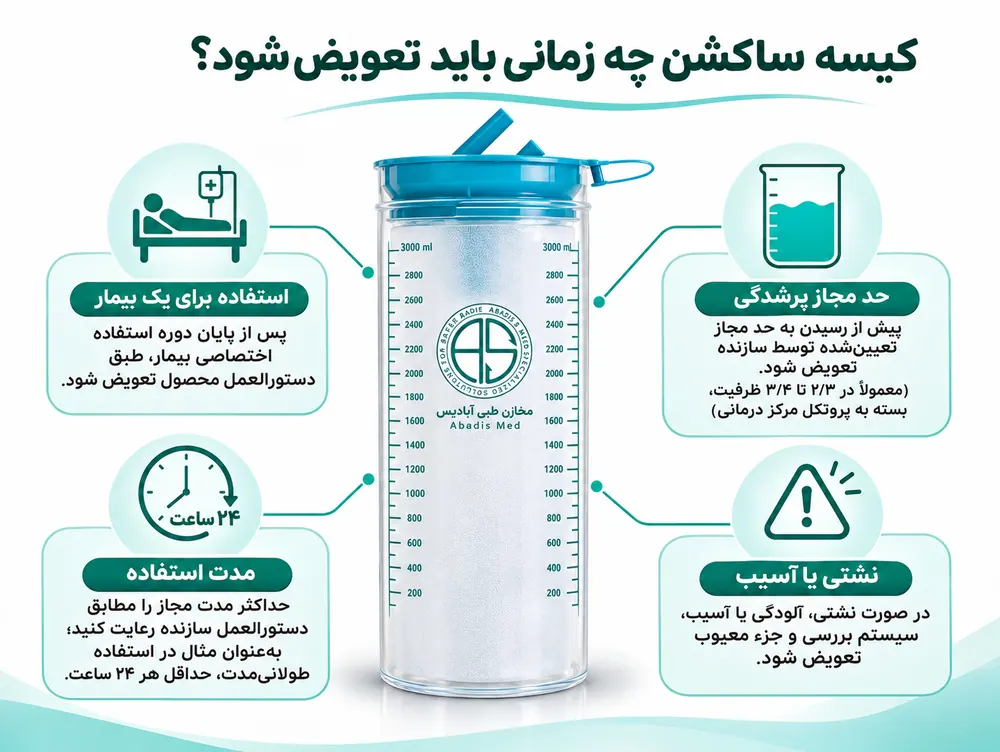 کیسه ساکشن چه زمانی باید تعویض شود؟
حد مجاز پرشدگی
پیش از رسیدن به حد مجاز
تعیین‌شده توسط سازنده
تعویض شود.
(معمولاً در ۲/۳ تا ۳/۴ ظرفیت،
بسته به پروتکل مرکز درمانی)
استفاده برای یک بیمار
پس از پایان دوره استفاده
اختصاصی بیمار، طبق
دستورالعمل محصول تعویض شود.
3000 ml 3000 ml
2800 2800
2600 2600
2400 2400
2200 2200
2000 2000
1800 1800
1600 1600
1400 1400
1200 1200
1000 1000
800 800
600 600
400 400
200 200
ABADIS MED SPECIALIZED SOLUTIONS FOR SAFER
AS
مخازن طبی آبادیس
Abadis Med
نشتی یا آسیب
در صورت نشتی، آلودگی یا آسیب،
سیستم بررسی و جزء معیوب
تعویض شود.
۲۴ ساعت
مدت استفاده
حداکثر مدت مجاز را مطابق
دستورالعمل سازنده رعایت کنید؛
به‌عنوان مثال در استفاده
طولانی‌مدت، حداقل هر ۲۴ ساعت.